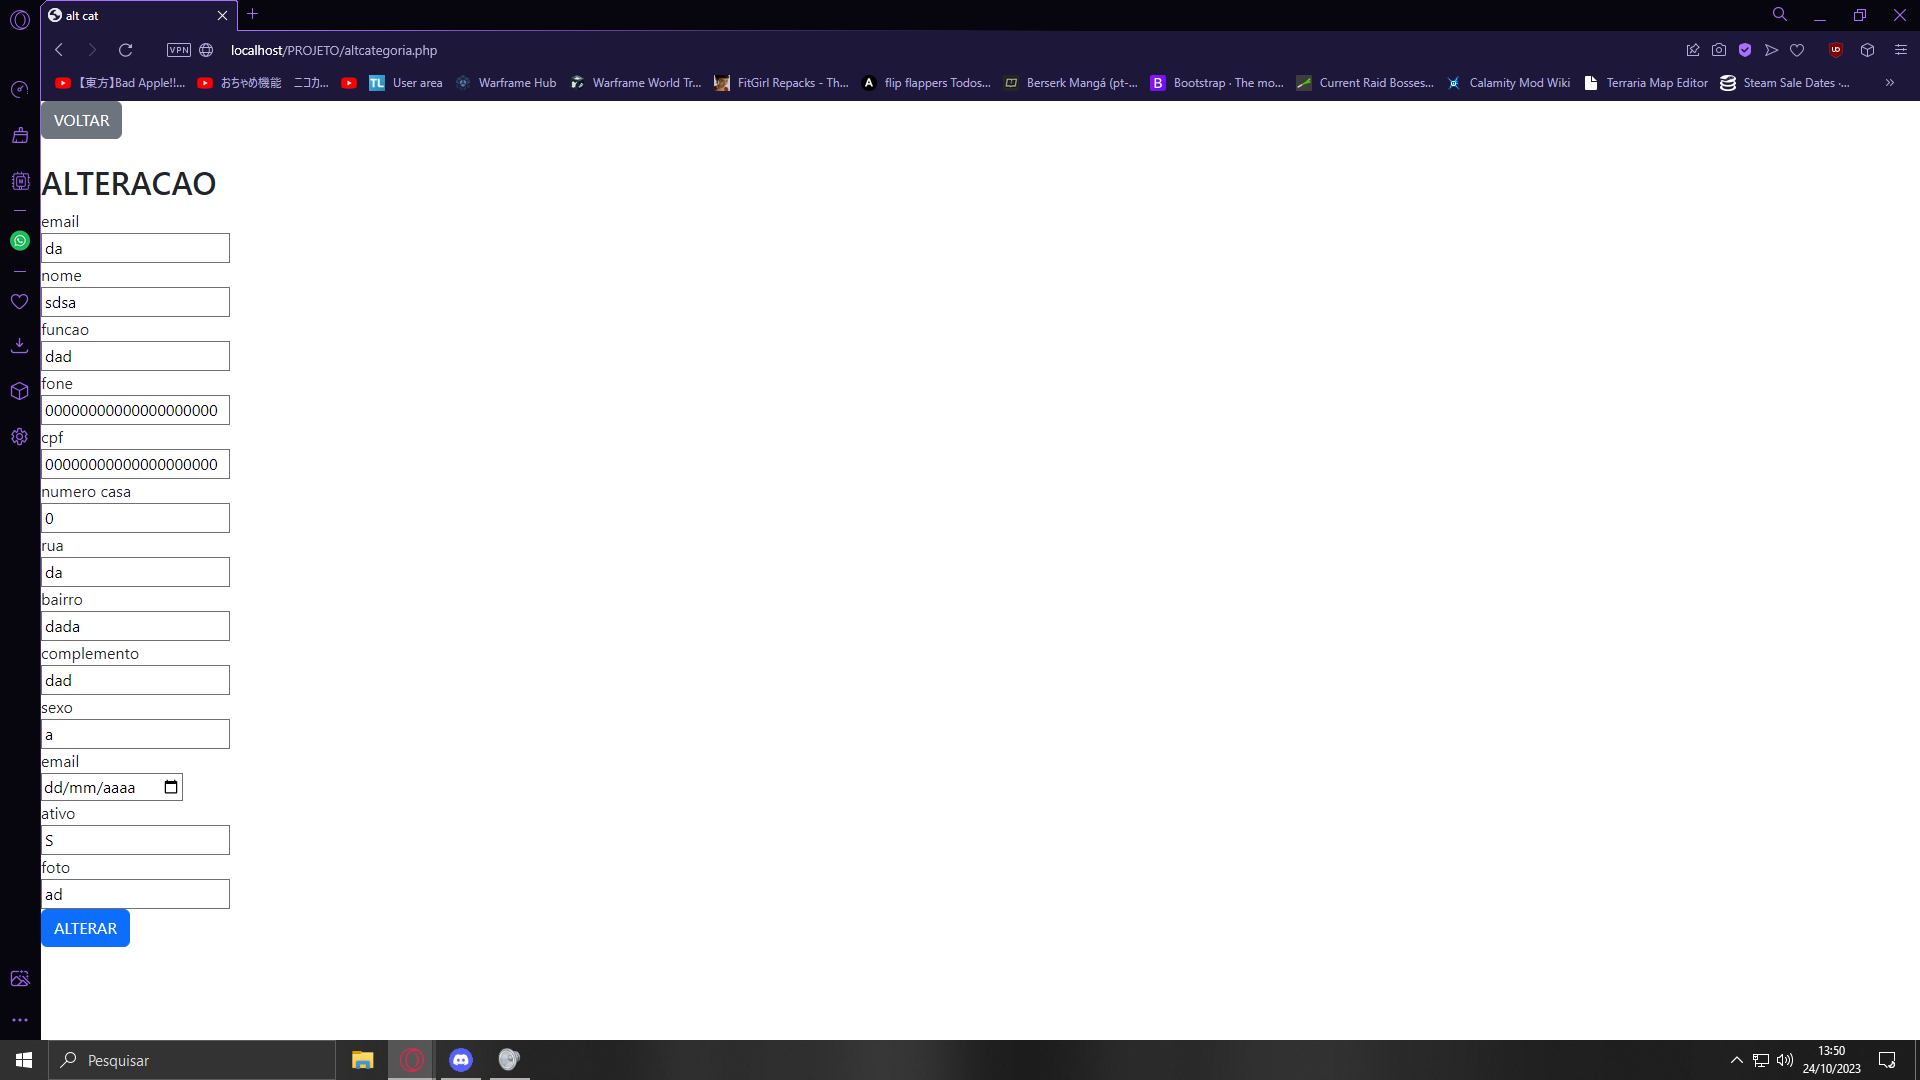 alt cat
VPN
localhost/PROJETO/altcategoria.php
【東方】Bad Apple!!...
おちゃめ機能 ニコカ...
TL User area
Warframe Hub
Warframe World Tr...
FitGirl Repacks - Th...
A flip flappers Todos...
Berserk Mangá (pt-...
B Bootstrap · The mo...
Current Raid Bosses...
Calamity Mod Wiki
Terraria Map Editor
Steam Sale Dates ·...
VOLTAR
ALTERACAO
email
da
nome
sdsa
funcao
dad
fone
00000000000000000000
cpf
00000000000000000000
numero casa
0
rua
da
bairro
dada
complemento
dad
sexo
a
email
dd/mm/aaaa
ativo
S
foto
ad
ALTERAR
Pesquisar
13:50
24/10/2023